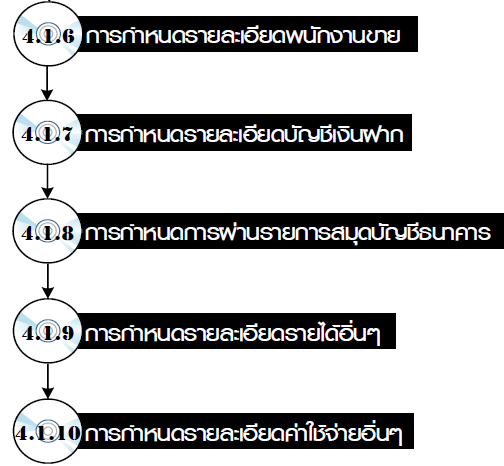 4.1.6 การกำหนดรายละเอียดพนักงานขาย
4.1.7 การกำหนดรายละเอียดบัญชีเงินฝาก
4.1.8 การกำหนดการผ่านรายการสมุดบัญชีธนาคาร
4.1.9 การกำหนดรายละเอียดรายได้อื่นๆ
4.1.10 การกำหนดรายละเอียดค่าใช้จ่ายอื่นๆ